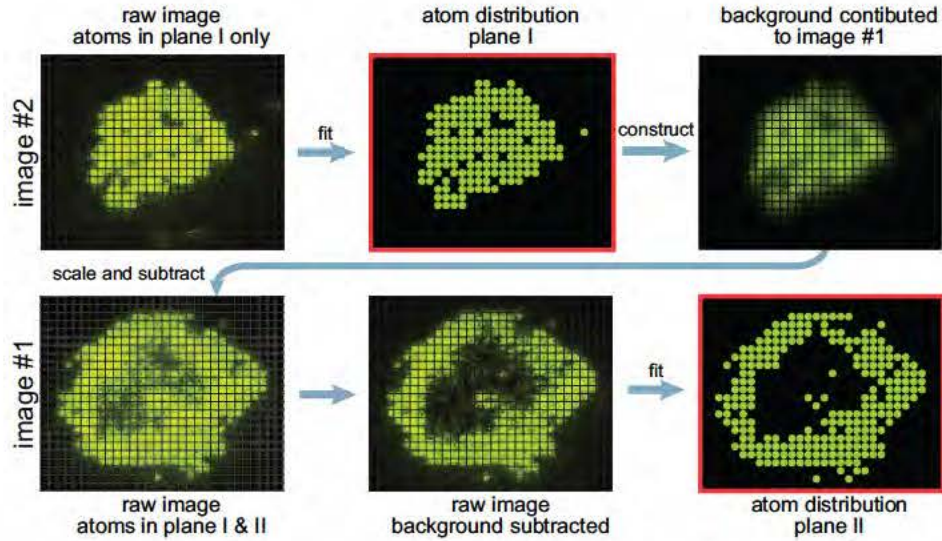 raw image
atoms in plane I only
atom distribution
plane I
background contibuted
to image #1
image #2
fit
construct
scale and subtract
image #1
fit
raw image
atoms in plane I & II
raw image
background subtracted
atom distribution
plane II